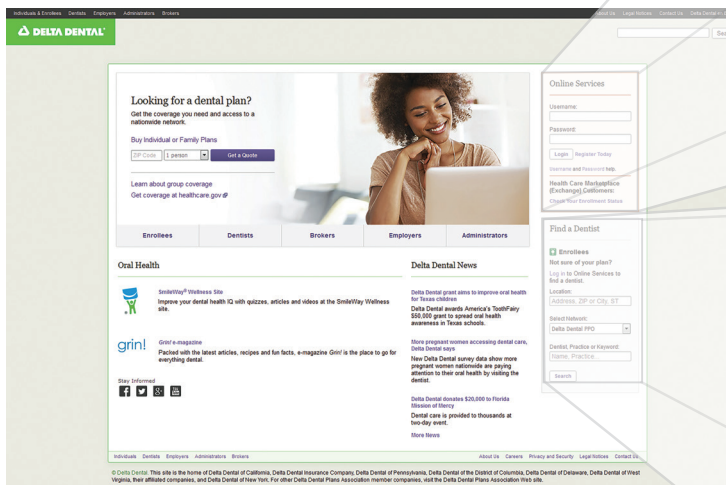 Individuals & Enrollees Dentists Employers Administrators Brokers
About Us Legal Notices Contact Us
DELTA DENTAL
Looking for a dental plan?
Get the coverage you need and access to a
nationwide network.
Buy Individual or Family Plans
ZIP Code 1 person Get a Quote
Learn about group coverage
Get coverage at healthcare.gov
Enrollees Dentists Brokers Employers Administrators
Online Services
Username:
Password:
Login Register Today
Username and Password help.
Health Care Marketplace
(Exchange) Customers:
Check Your Enrollment Status
Find a Dentist
Enrollees
Not sure of your plan?
Log in to Online Services to
find a dentist.
Location:
Address, ZIP or City, ST
Select Network:
Delta Dental PPO
Dentist, Practice or Keyword:
Name, Practice...
Search
Oral Health
SmileWay® Wellness Site
Improve your dental health IQ with quizzes, articles and videos at the SmileWay Wellness
site.
grin!
Grin! e-magazine
Packed with the latest articles, recipes and fun facts, e-magazine Grin! is the place to go for
everything dental.
Stay Informed
Delta Dental News
Delta Dental grant aims to improve oral health
for Texas children
Delta Dental awards America's ToothFairy
$50,000 grant to spread oral health
awareness in Texas schools.
More pregnant women accessing dental care,
Delta Dental says
New Delta Dental survey data show more
pregnant women nationwide are paying
attention to their oral health by visiting the
dentist.
Delta Dental donates $20,000 to Florida
Mission of Mercy
Dental care is provided to thousands at
two-day event.
More News
Individuals Dentists Employers Administrators Brokers
About Us Careers Privacy and Security Legal Notices Contact Us
© Delta Dental. This site is the home of Delta Dental of California, Delta Dental Insurance Company, Delta Dental of Pennsylvania, Delta Dental of the District of Columbia, Delta Dental of Delaware, Delta Dental of West
Virginia, their affiliated companies, and Delta Dental of New York. For other Delta Dental Plans Association member companies, visit the Delta Dental Plans Association Web site.